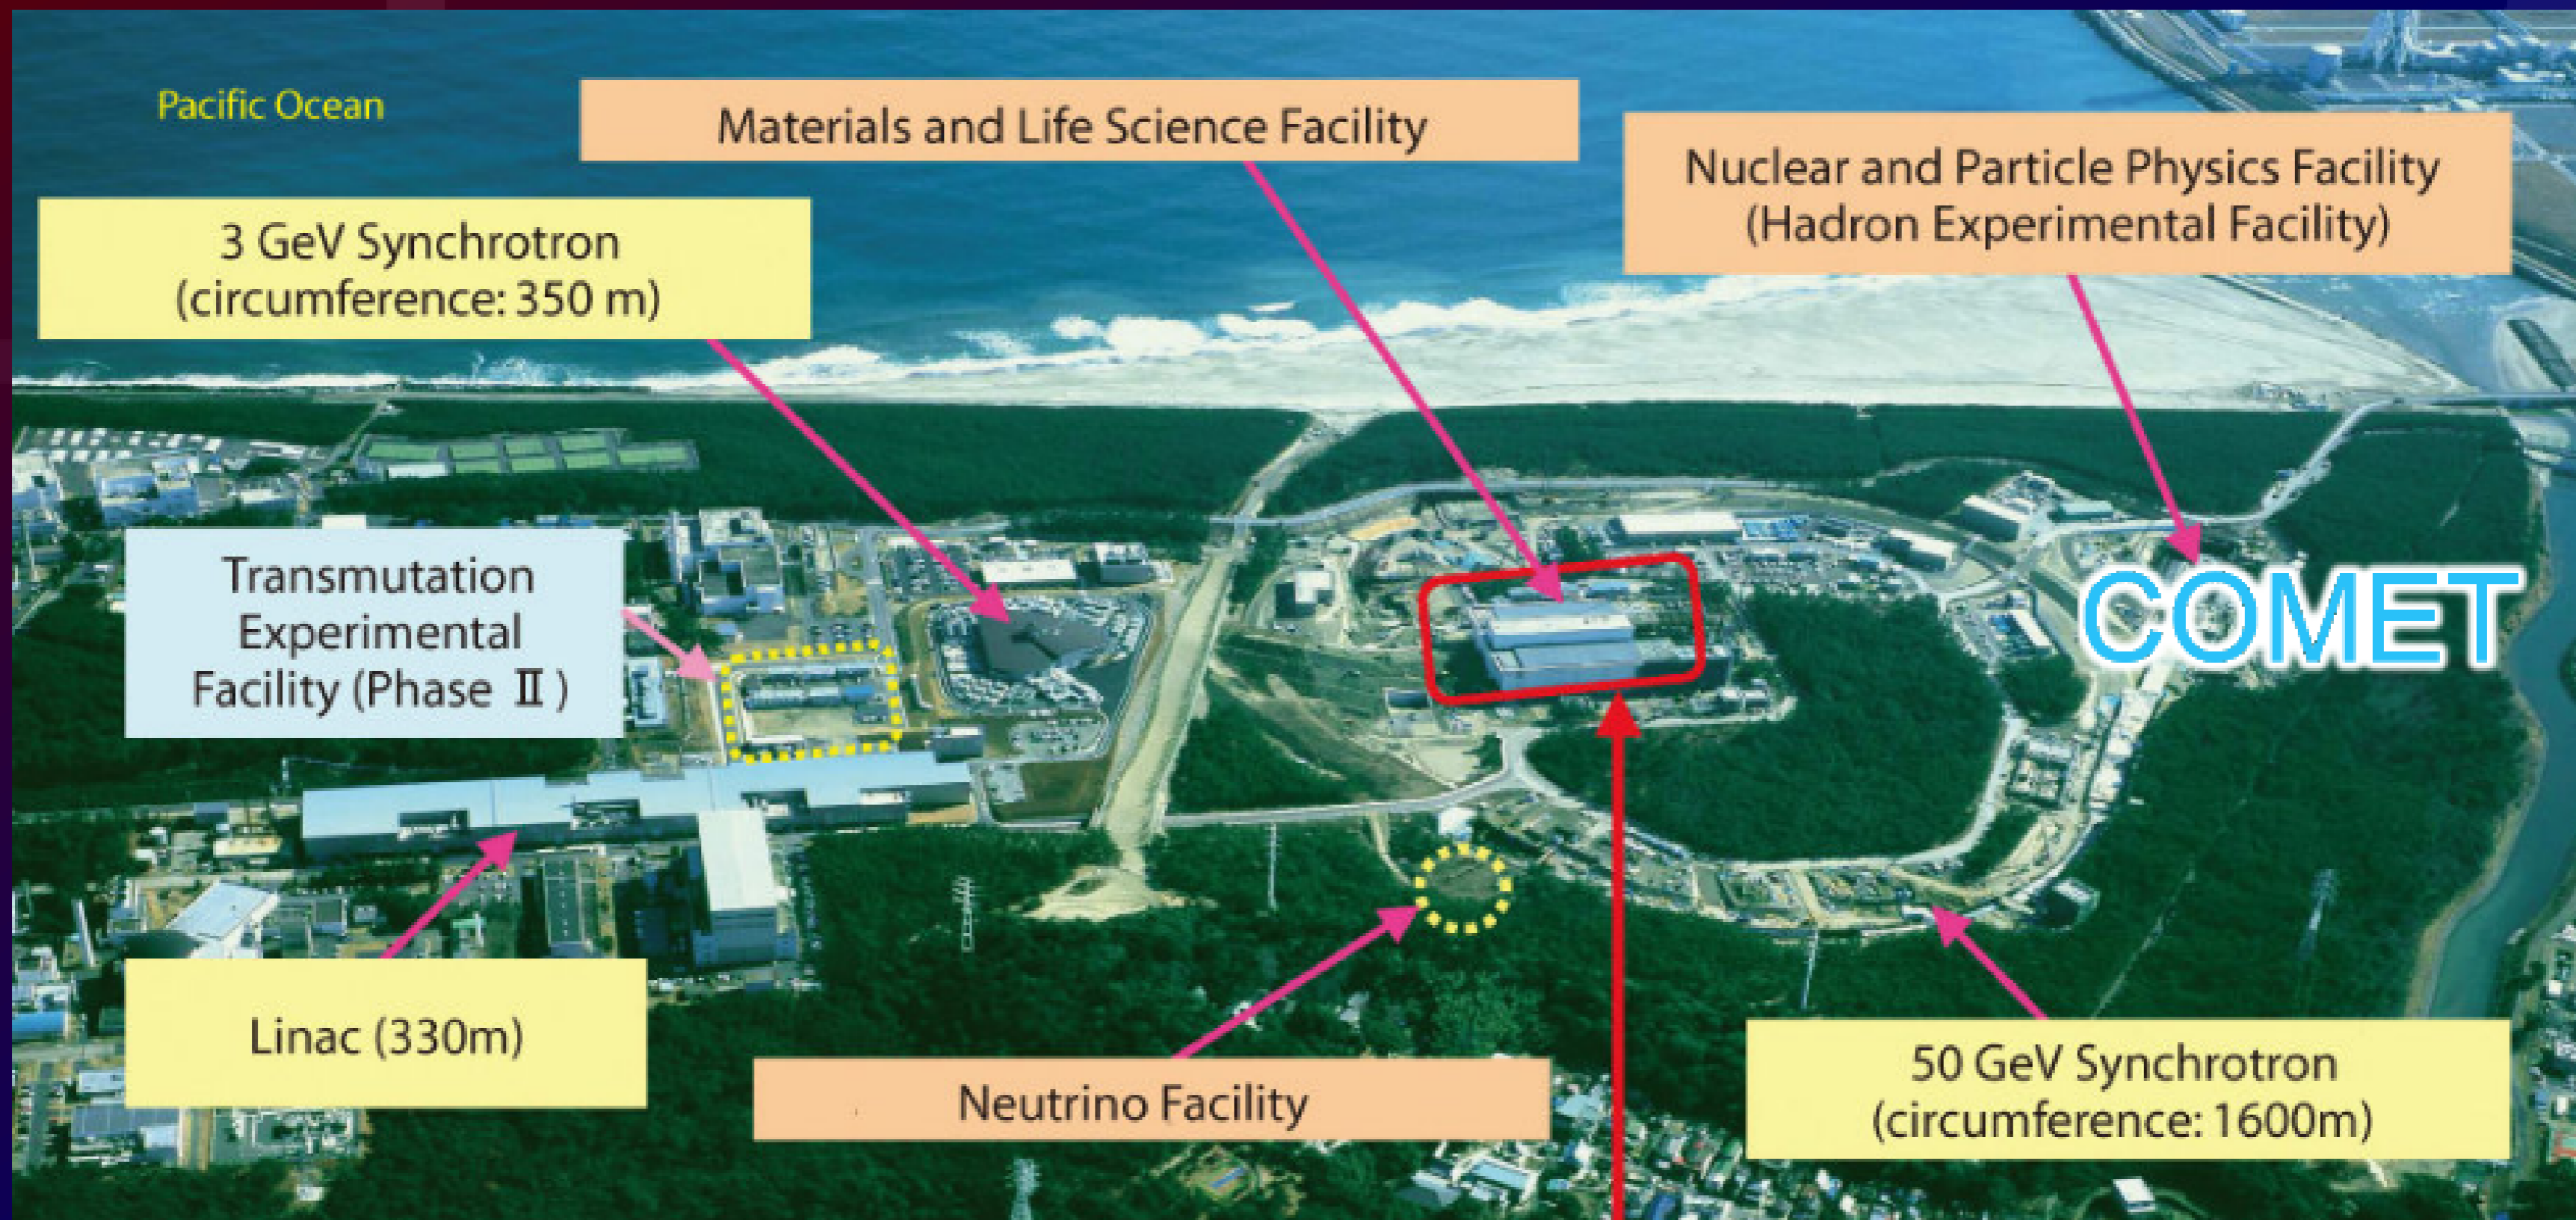 Pacific Ocean
Materials and Life Science Facility
Nuclear and Particle Physics Facility
(Hadron Experimental Facility)
3 GeV Synchrotron
(circumference: 350 m)
Transmutation
Experimental
Facility (Phase Ⅱ)
COMET
Linac (330m)
Neutrino Facility
50 GeV Synchrotron
(circumference: 1600m)